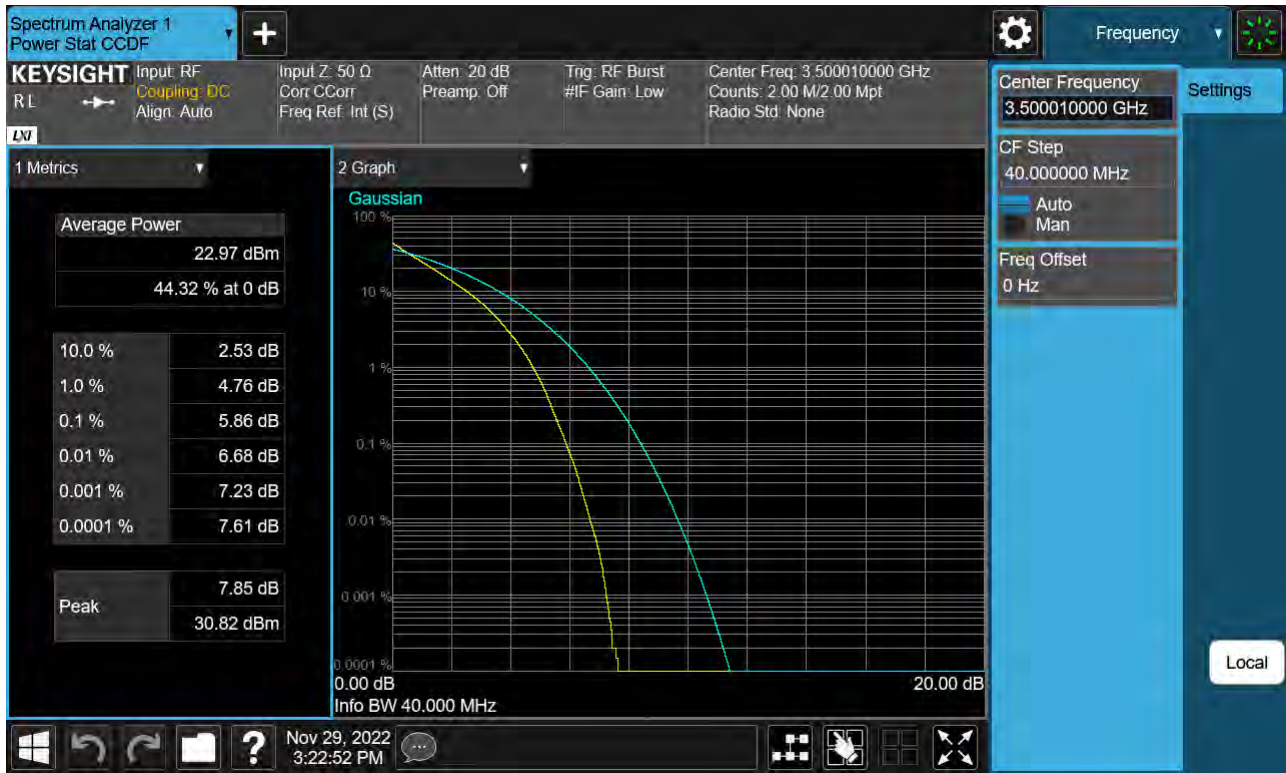 Spectrum Analyzer 1
Power Stat CCDF
Frequency
KEYSIGHT
RL
LXI
Input: RF
Coupling: DC
Align: Auto
Input Z: 50 Ω
Corr CCorr
Freq Ref: Int (S)
Atten: 20 dB
Preamp: Off
Trig: RF Burst
#IF Gain: Low
Center Freq: 3.500010000 GHz
Counts: 2.00 M/2.00 Mpt
Radio Std: None
Center Frequency
3.500010000 GHz
Settings
CF Step
40.000000 MHz
Auto
Man
Freq Offset
0 Hz
1 Metrics
Average Power
22.97 dBm
44.32 % at 0 dB
10.0 % 2.53 dB
1.0 % 4.76 dB
0.1 % 5.86 dB
0.01 % 6.68 dB
0.001 % 7.23 dB
0.0001 % 7.61 dB
Peak
7.85 dB
30.82 dBm
2 Graph
Gaussian
100 %
10 %
1 %
0.1 %
0.01 %
0.001 %
0.0001 %
0.00 dB 20.00 dB
Info BW 40.000 MHz
Local
?
Nov 29, 2022
3:22:52 PM